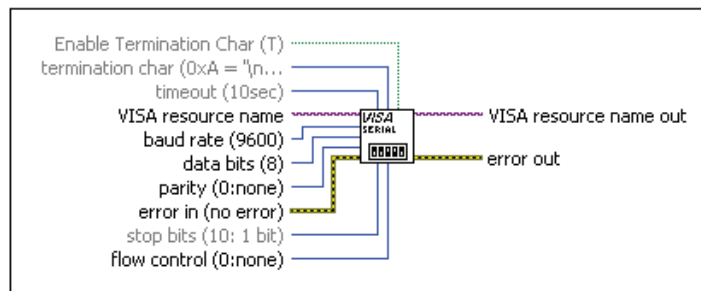 Enable Termination Char (T)
termination char (0xA = '\n...
timeout (10sec)
VISA resource name
VISA resource name out
baud rate (9600)
data bits (8)
parity (0:none)
error in (no error)
error out
stop bits (10: 1 bit)
flow control (0:none)
VISA
SERIAL